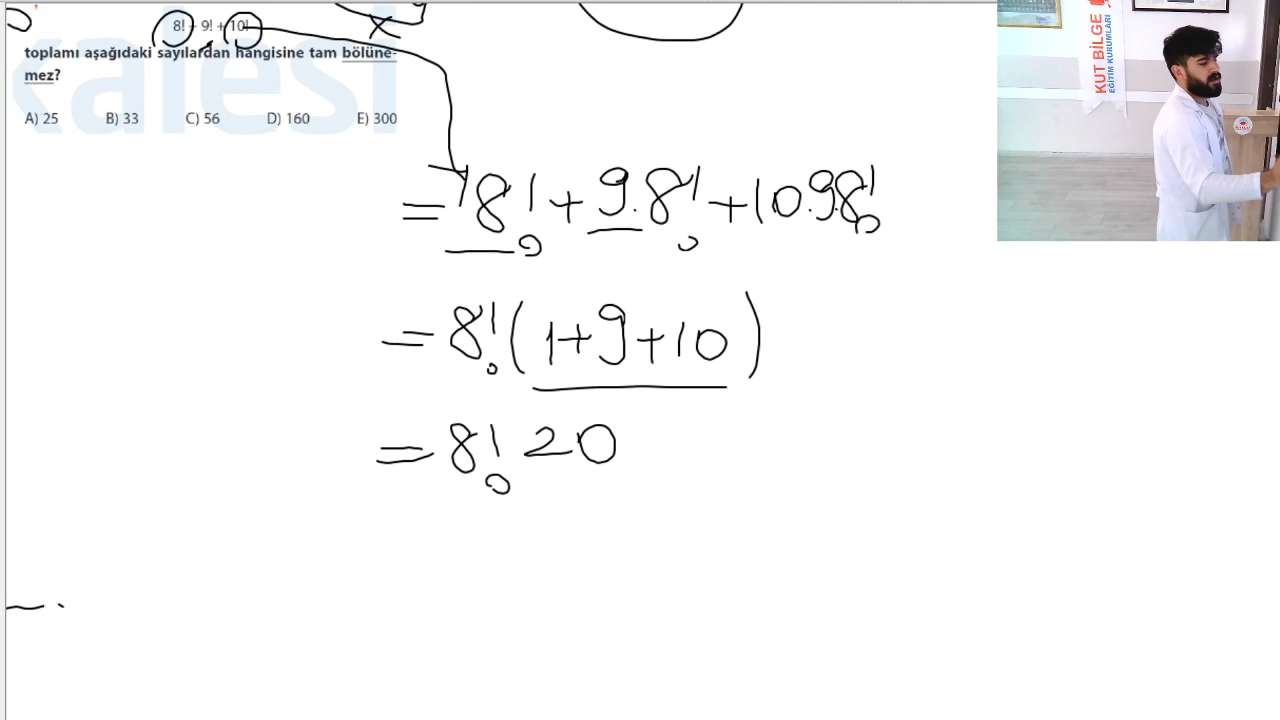 8! + 9! + 10!
toplamı aşağıdaki sayılardan hangisine tam bölüne-
mez?
A) 25 B) 33 C) 56 D) 160 E) 300
= 8! + 9.8! + 10.9.8!
= 8! (1+9+10)
= 8! 20
kalesi
KUT BİLGE
EĞİTİM KURUMLARI